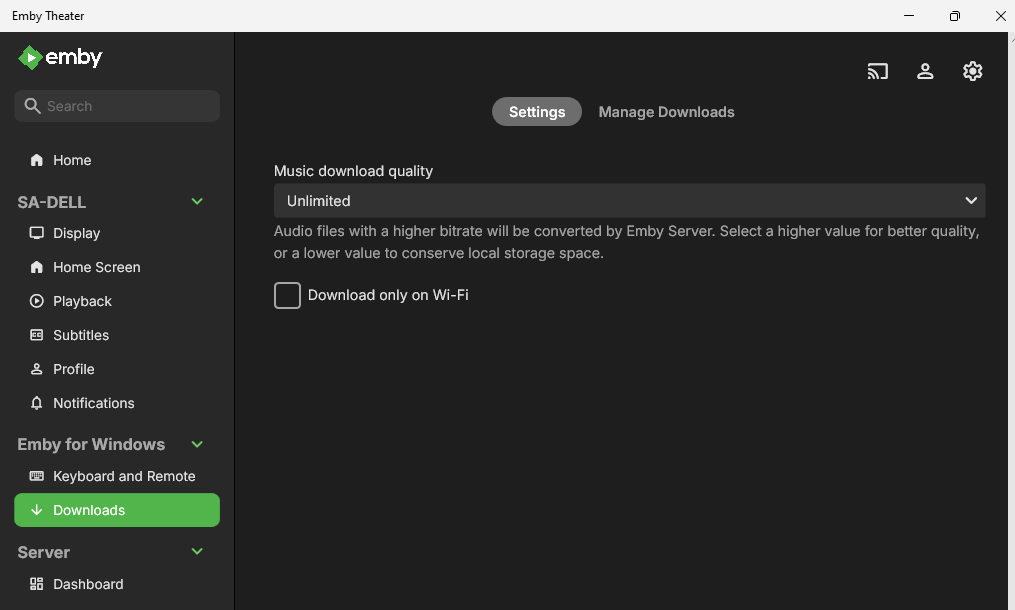 Emby Theater
emby
Search
Home
SA-DELL
Display
Home Screen
Playback
Subtitles
Profile
Notifications
Emby for Windows
Keyboard and Remote
Downloads
Server
Dashboard
Settings Manage Downloads
Music download quality
Unlimited
Audio files with a higher bitrate will be converted by Emby Server. Select a higher value for better quality,
or a lower value to conserve local storage space.
Download only on Wi-Fi